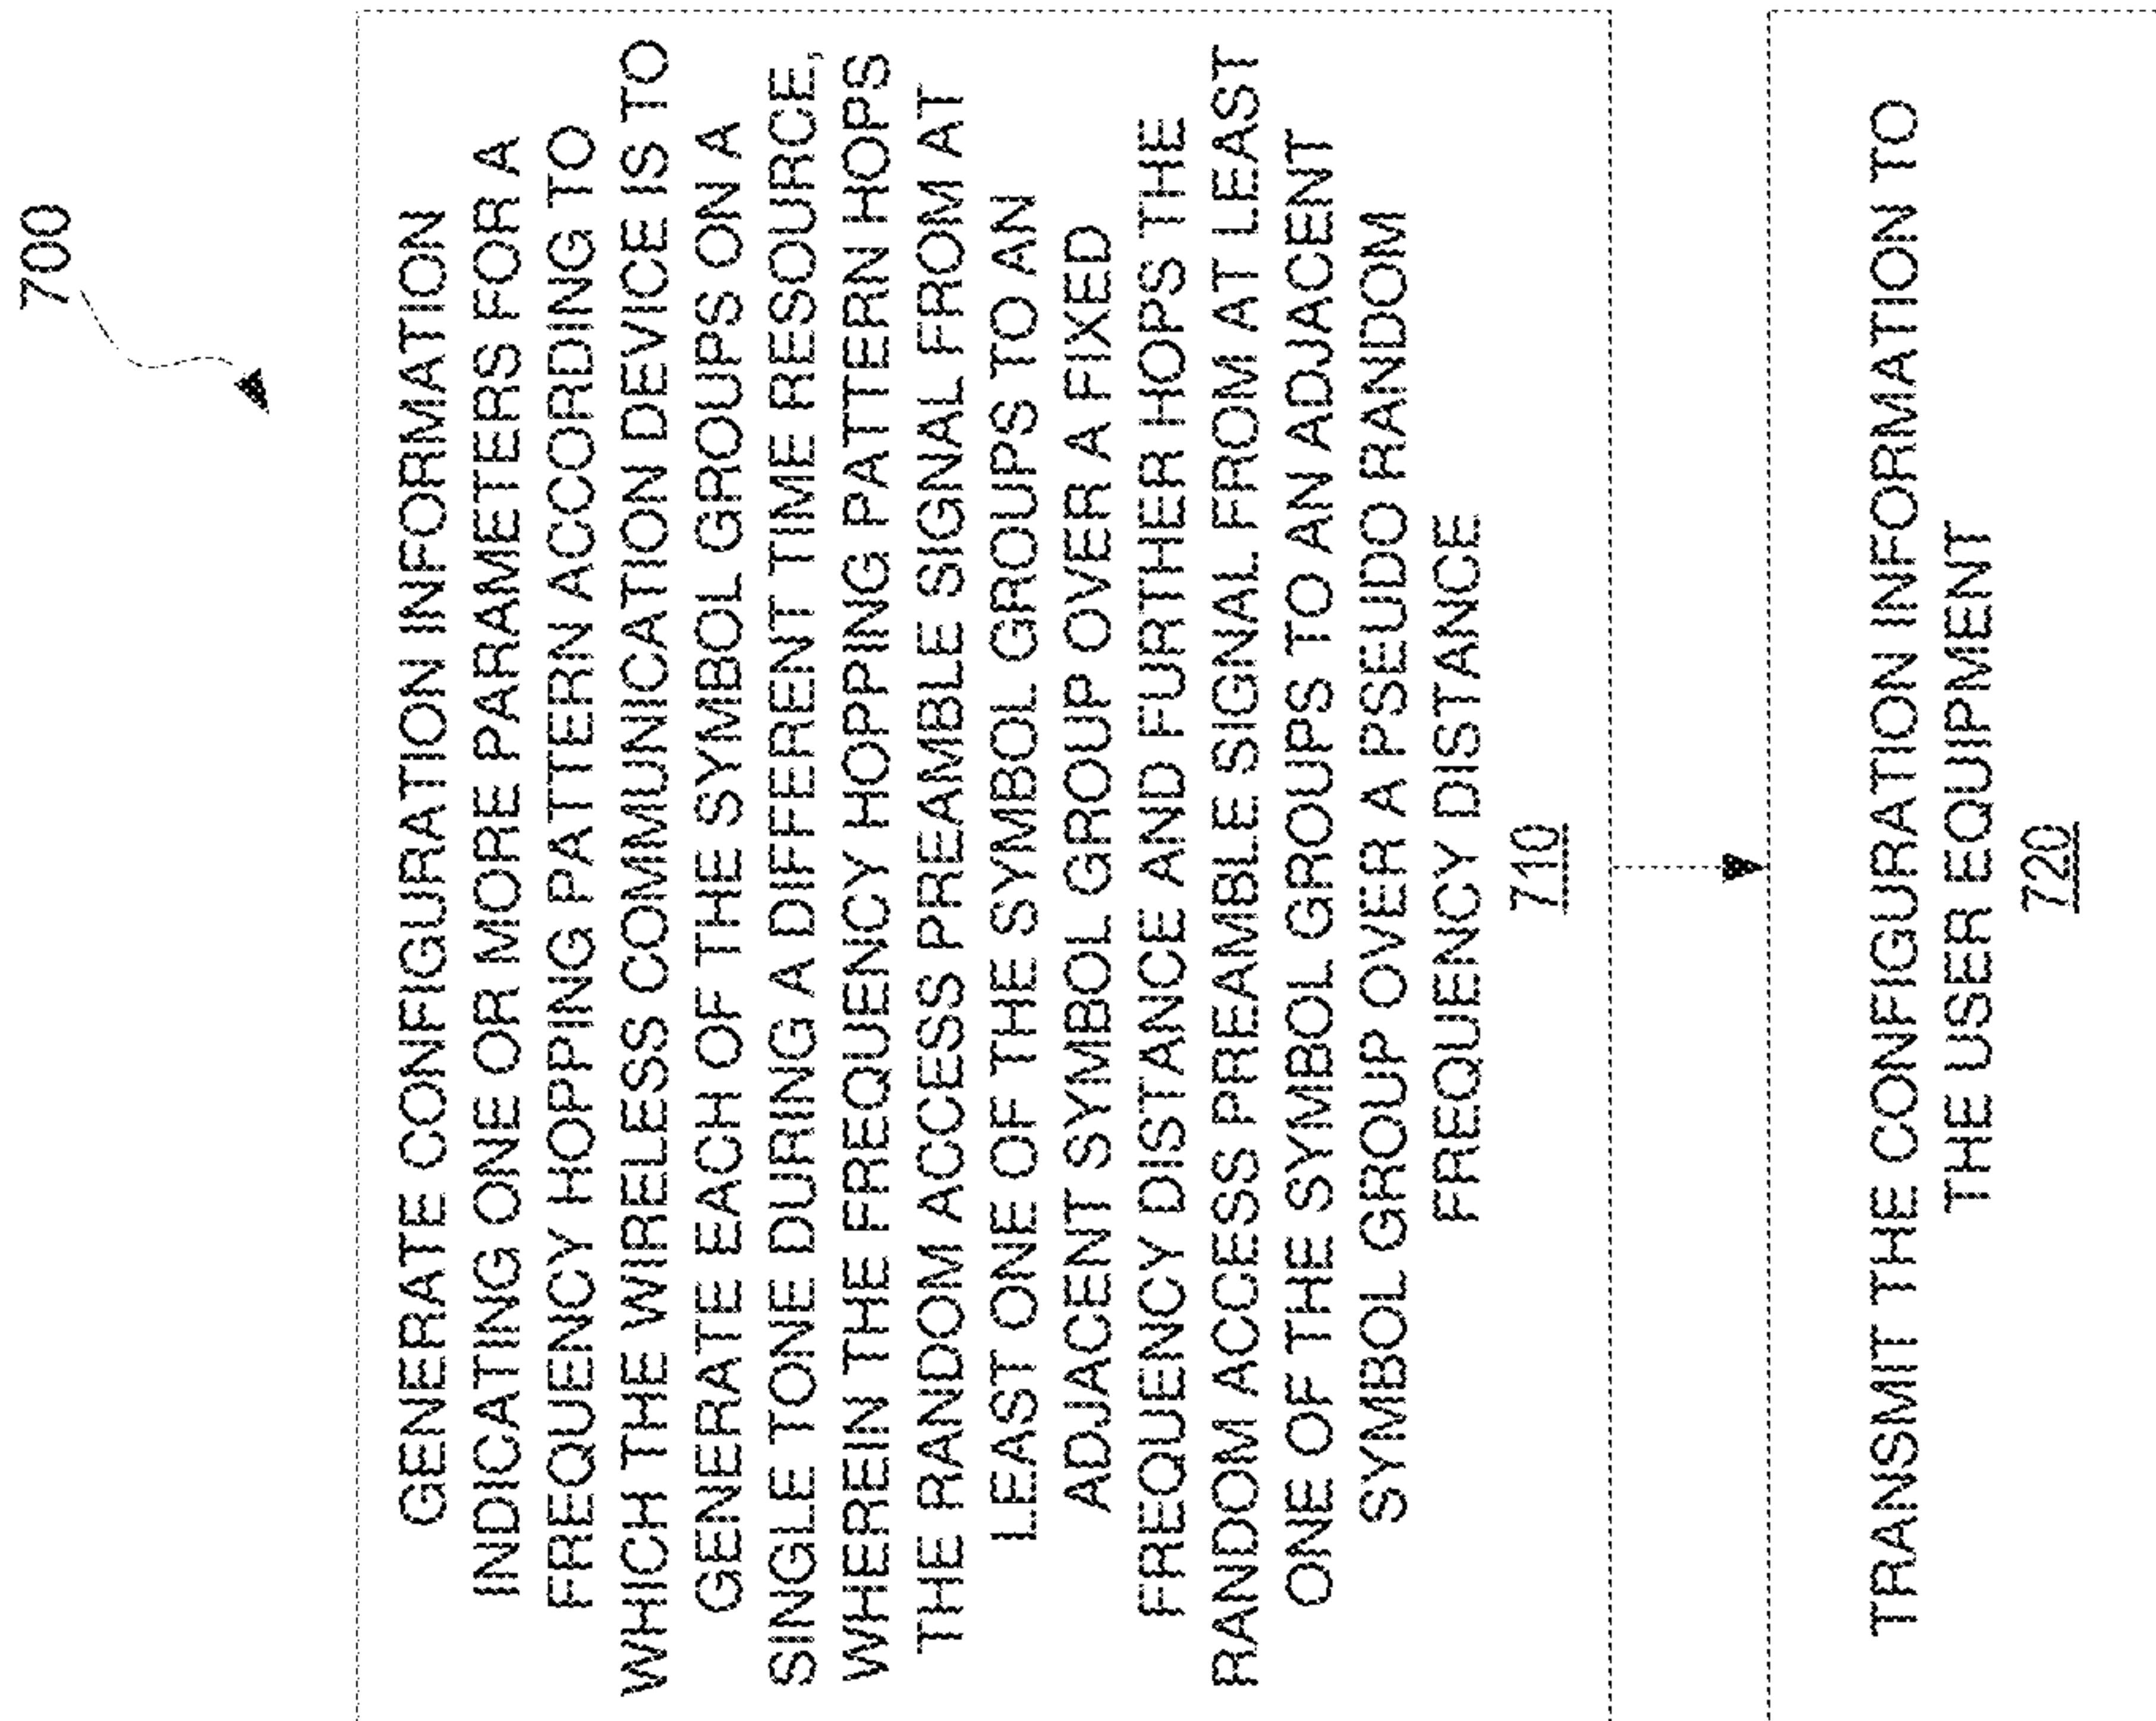 700
GENERATE CONFIGURATION INFORMATION
INDICATING ONE OR MORE PARAMETERS FOR A
FREQUENCY HOPPING PATTERN ACCORDING TO
WHICH THE WIRELESS COMMUNICATION DEVICE IS TO
GENERATE EACH OF THE SYMBOL GROUPS ON A
SINGLE TONE DURING A DIFFERENT TIME RESOURCE,
WHEREIN THE FREQUENCY HOPPING PATTERN HOPS
THE RANDOM ACCESS PREAMBLE SIGNAL FROM AT
LEAST ONE OF THE SYMBOL GROUPS TO AN
ADJACENT SYMBOL GROUP OVER A FIXED
FREQUENCY DISTANCE AND FURTHER HOPS THE
RANDOM ACCESS PREAMBLE SIGNAL FROM AT LEAST
ONE OF THE SYMBOL GROUPS TO AN ADJACENT
SYMBOL GROUP OVER A PSEUDO RANDOM
FREQUENCY DISTANCE
710
TRANSMIT THE CONFIGURATION INFORMATION TO
THE USER EQUIPMENT
720